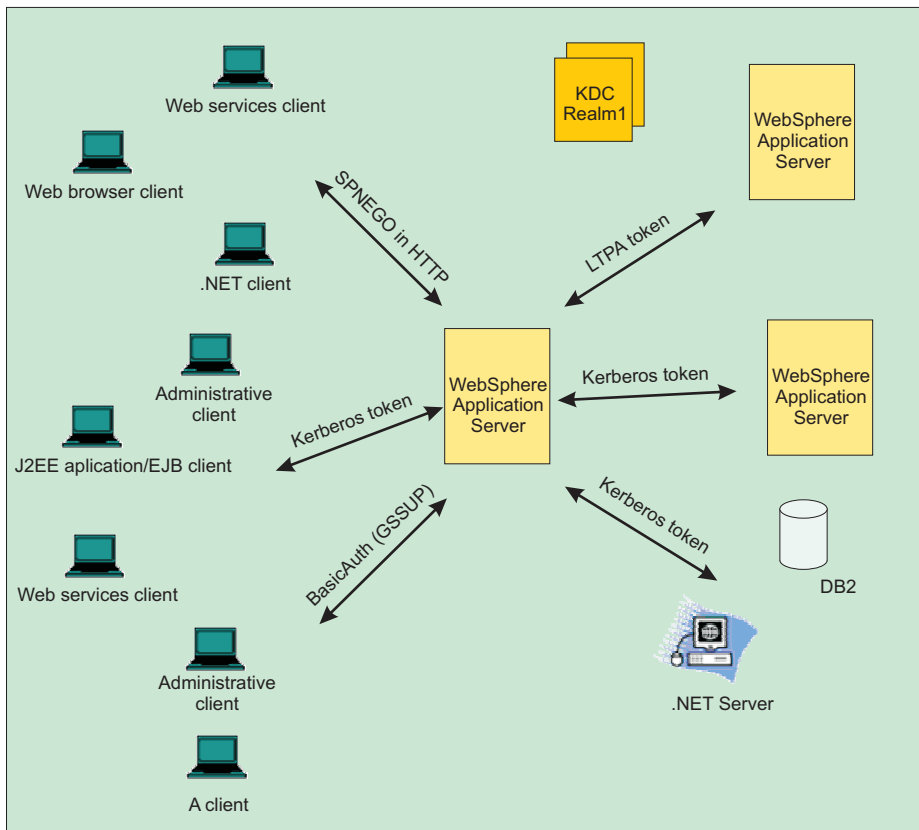 Web services client
KDC
Realm1
WebSphere
Application
Server
Web browser client
SPNEGO in HTTP
LTPA token
.NET client
Administrative
client
Kerberos token
WebSphere
Application
Server
Kerberos token
WebSphere
Application
Server
J2EE aplication/EJB client
BasicAuth (GSSUP)
Kerberos token
Web services client
DB2
Administrative
client
.NET Server
A client